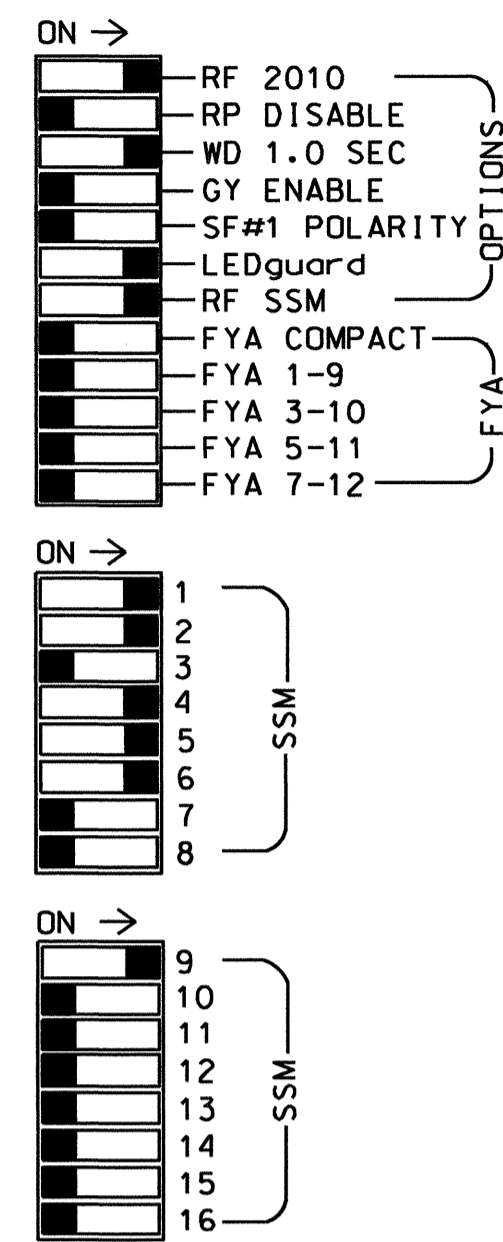 ON →
RF 2010
RP DISABLE
WD 1.0 SEC
GY ENABLE
SF#1 POLARITY
LEDguard
RF SSM
OPTIONS
FYA COMPACT
FYA 1-9
FYA 3-10
FYA 5-11
FYA 7-12
FYA
ON →
1
2
3
4
5
6
7
8
SSM
ON →
9
10
11
12
13
14
15
16
SSM